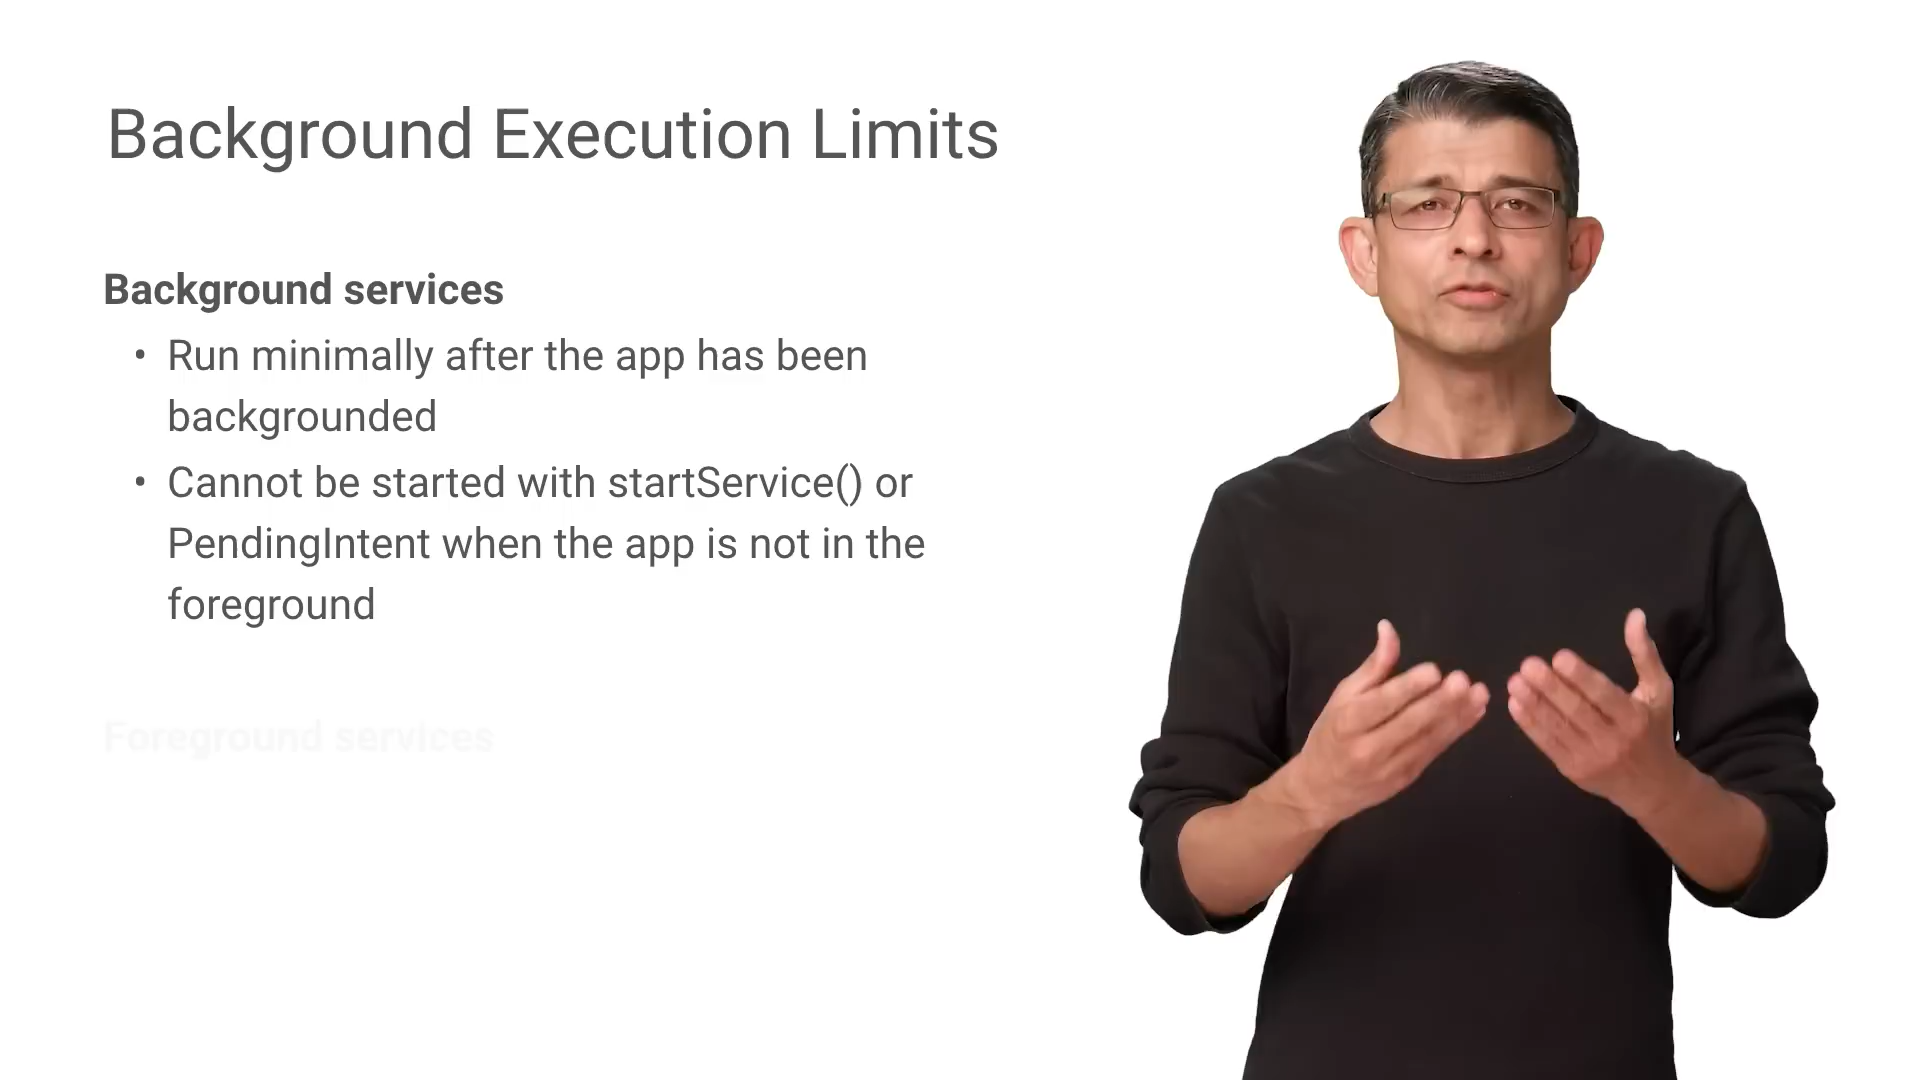 Background Execution Limits
Background services
• Run minimally after the app has been
backgrounded
• Cannot be started with startService() or
PendingIntent when the app is not in the
foreground
Foreground services